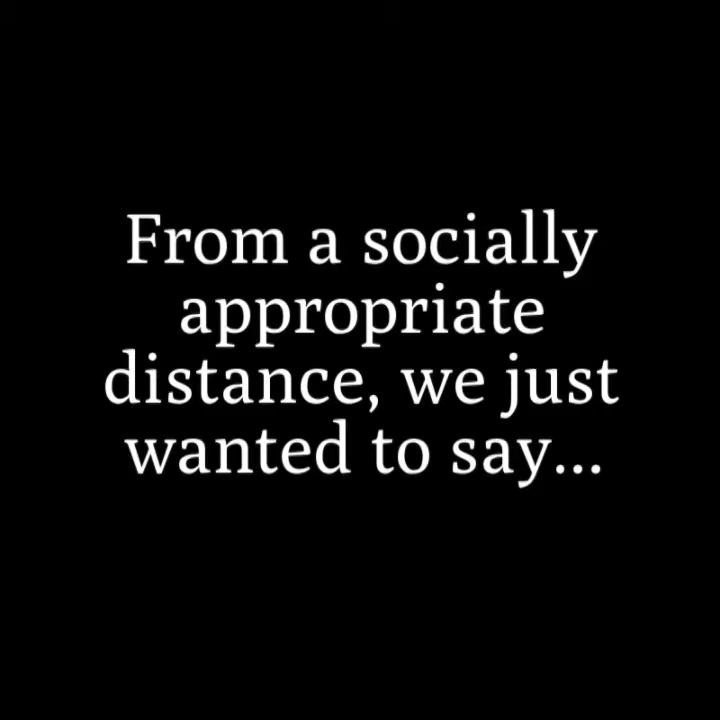 From a socially
appropriate
distance, we just
wanted to say...